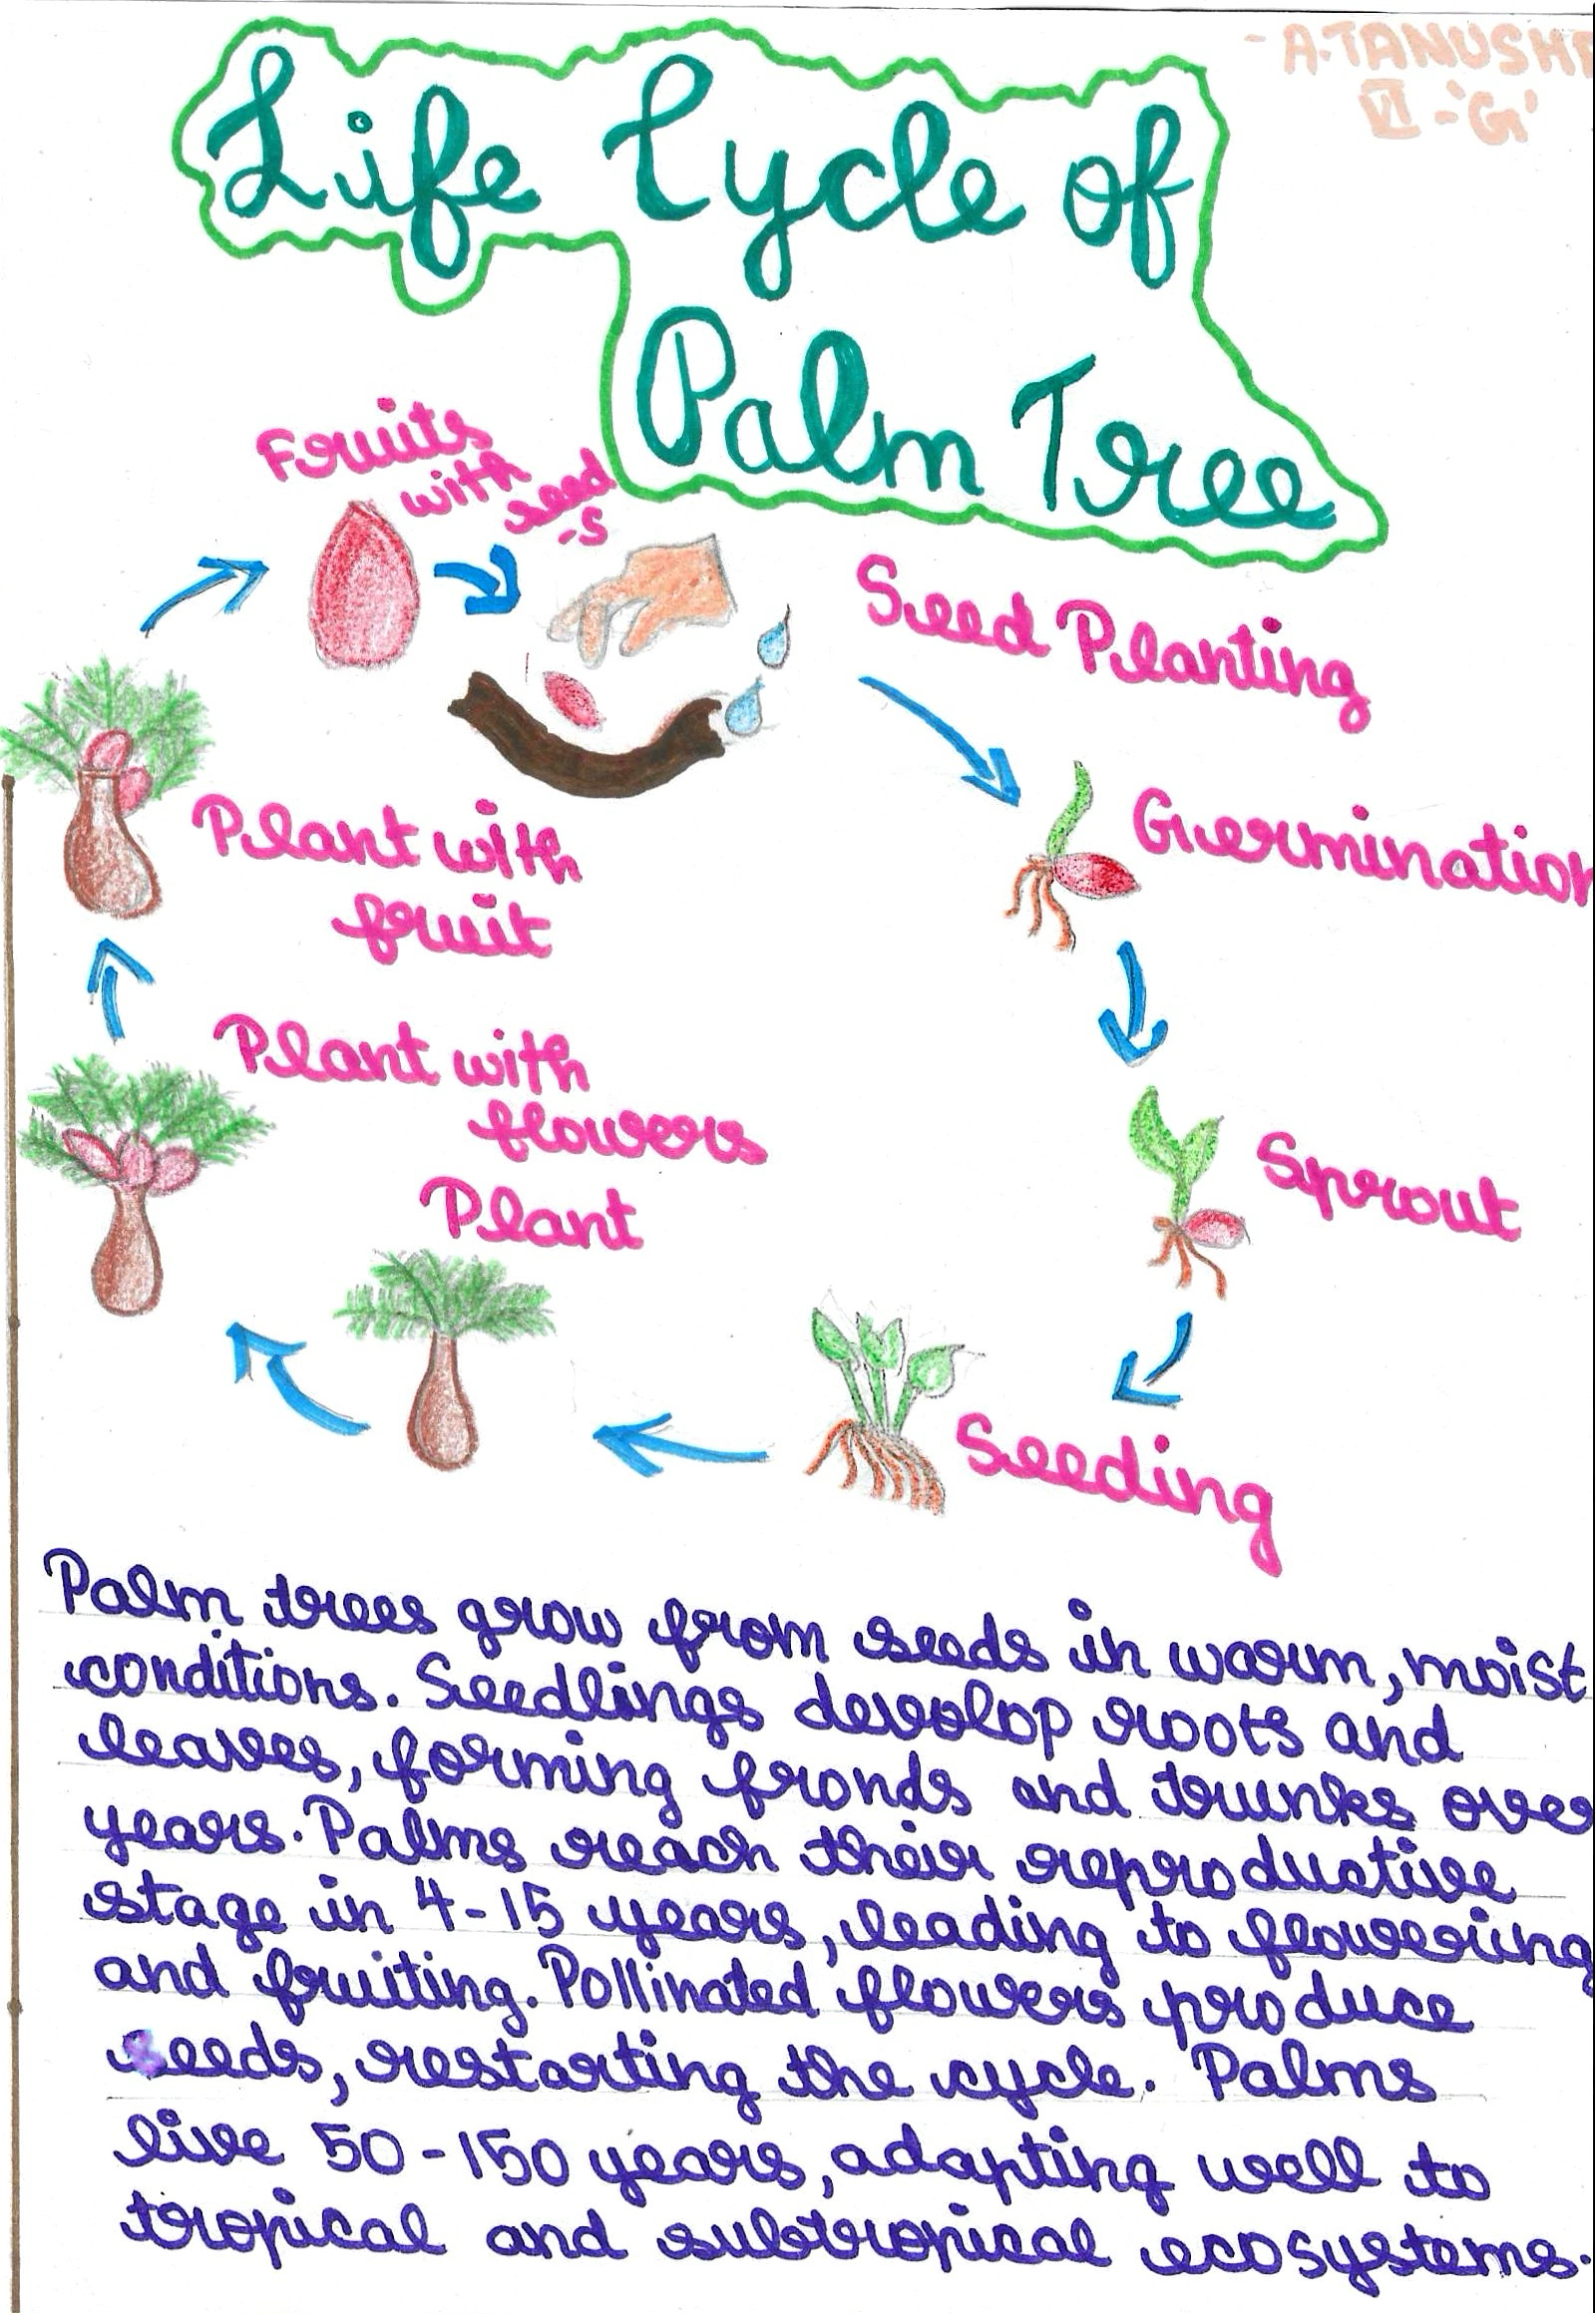 - A.TANUSH
VI - 'G'
Life Cycle of
Palm Tree
Fruits
with
seed
-s
Seed Planting
Germination
Sprout
Seeding
Plant
Plant with
flowers
Plant with
fruit
Palm trees grow from seeds in warm, moist
conditions. Seedlings develop roots and
leaves, forming fronds and trunks over
years. Palms reach their reproductive
stage in 4-15 years, leading to flowering
and fruiting. Pollinated flowers produce
seeds, restarting the cycle. Palms
live 50-150 years, adapting well to
tropical and subtropical ecosystems.